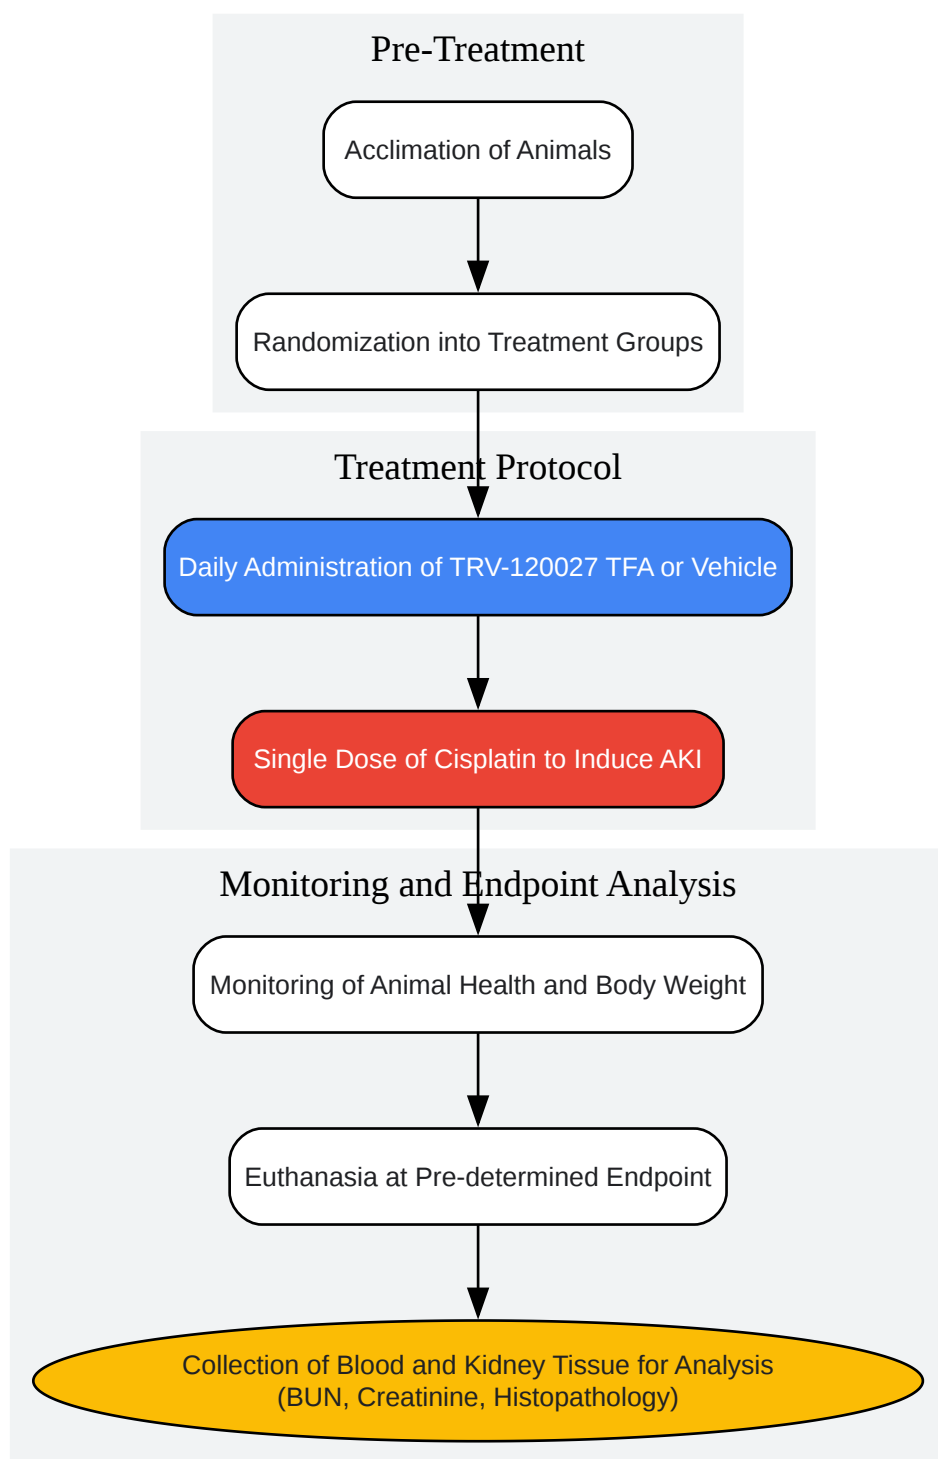 Pre-Treatment
Acclimation of Animals
Randomization into Treatment Groups
Treatment Protocol
Daily Administration of TRV-120027 TFA or Vehicle
Single Dose of Cisplatin to Induce AKI
Monitoring and Endpoint Analysis
Monitoring of Animal Health and Body Weight
Euthanasia at Pre-determined Endpoint
Collection of Blood and Kidney Tissue for Analysis
(BUN, Creatinine, Histopathology)